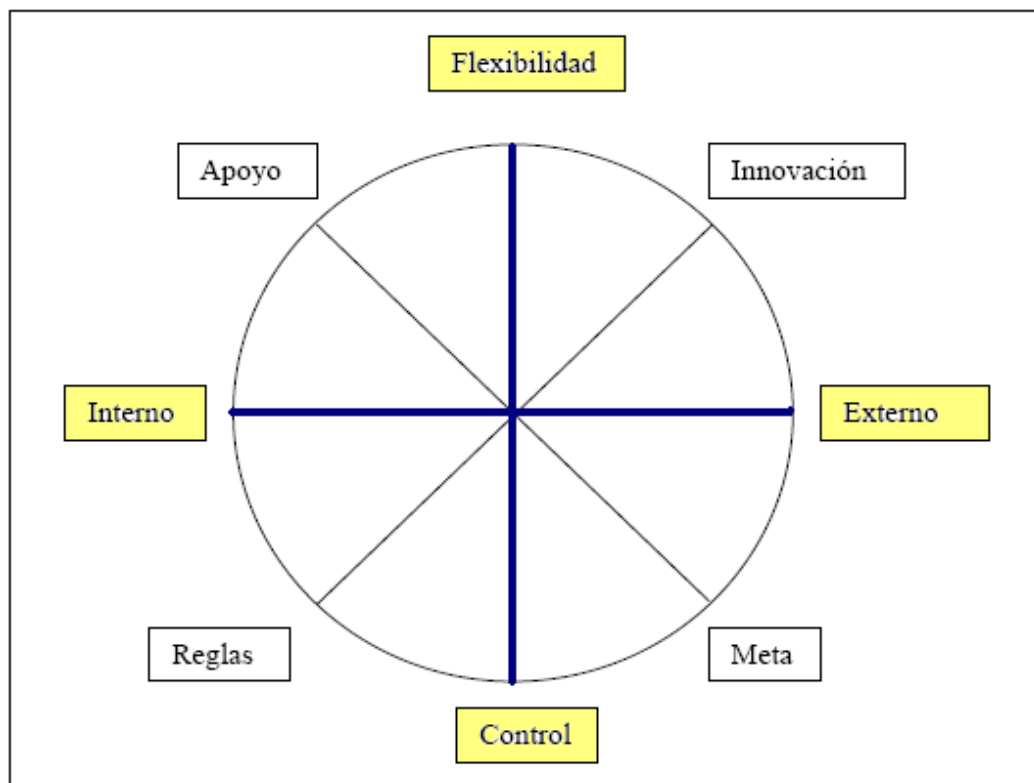 Flexibilidad
Apoyo
Innovación
Interno
Externo
Reglas
Meta
Control